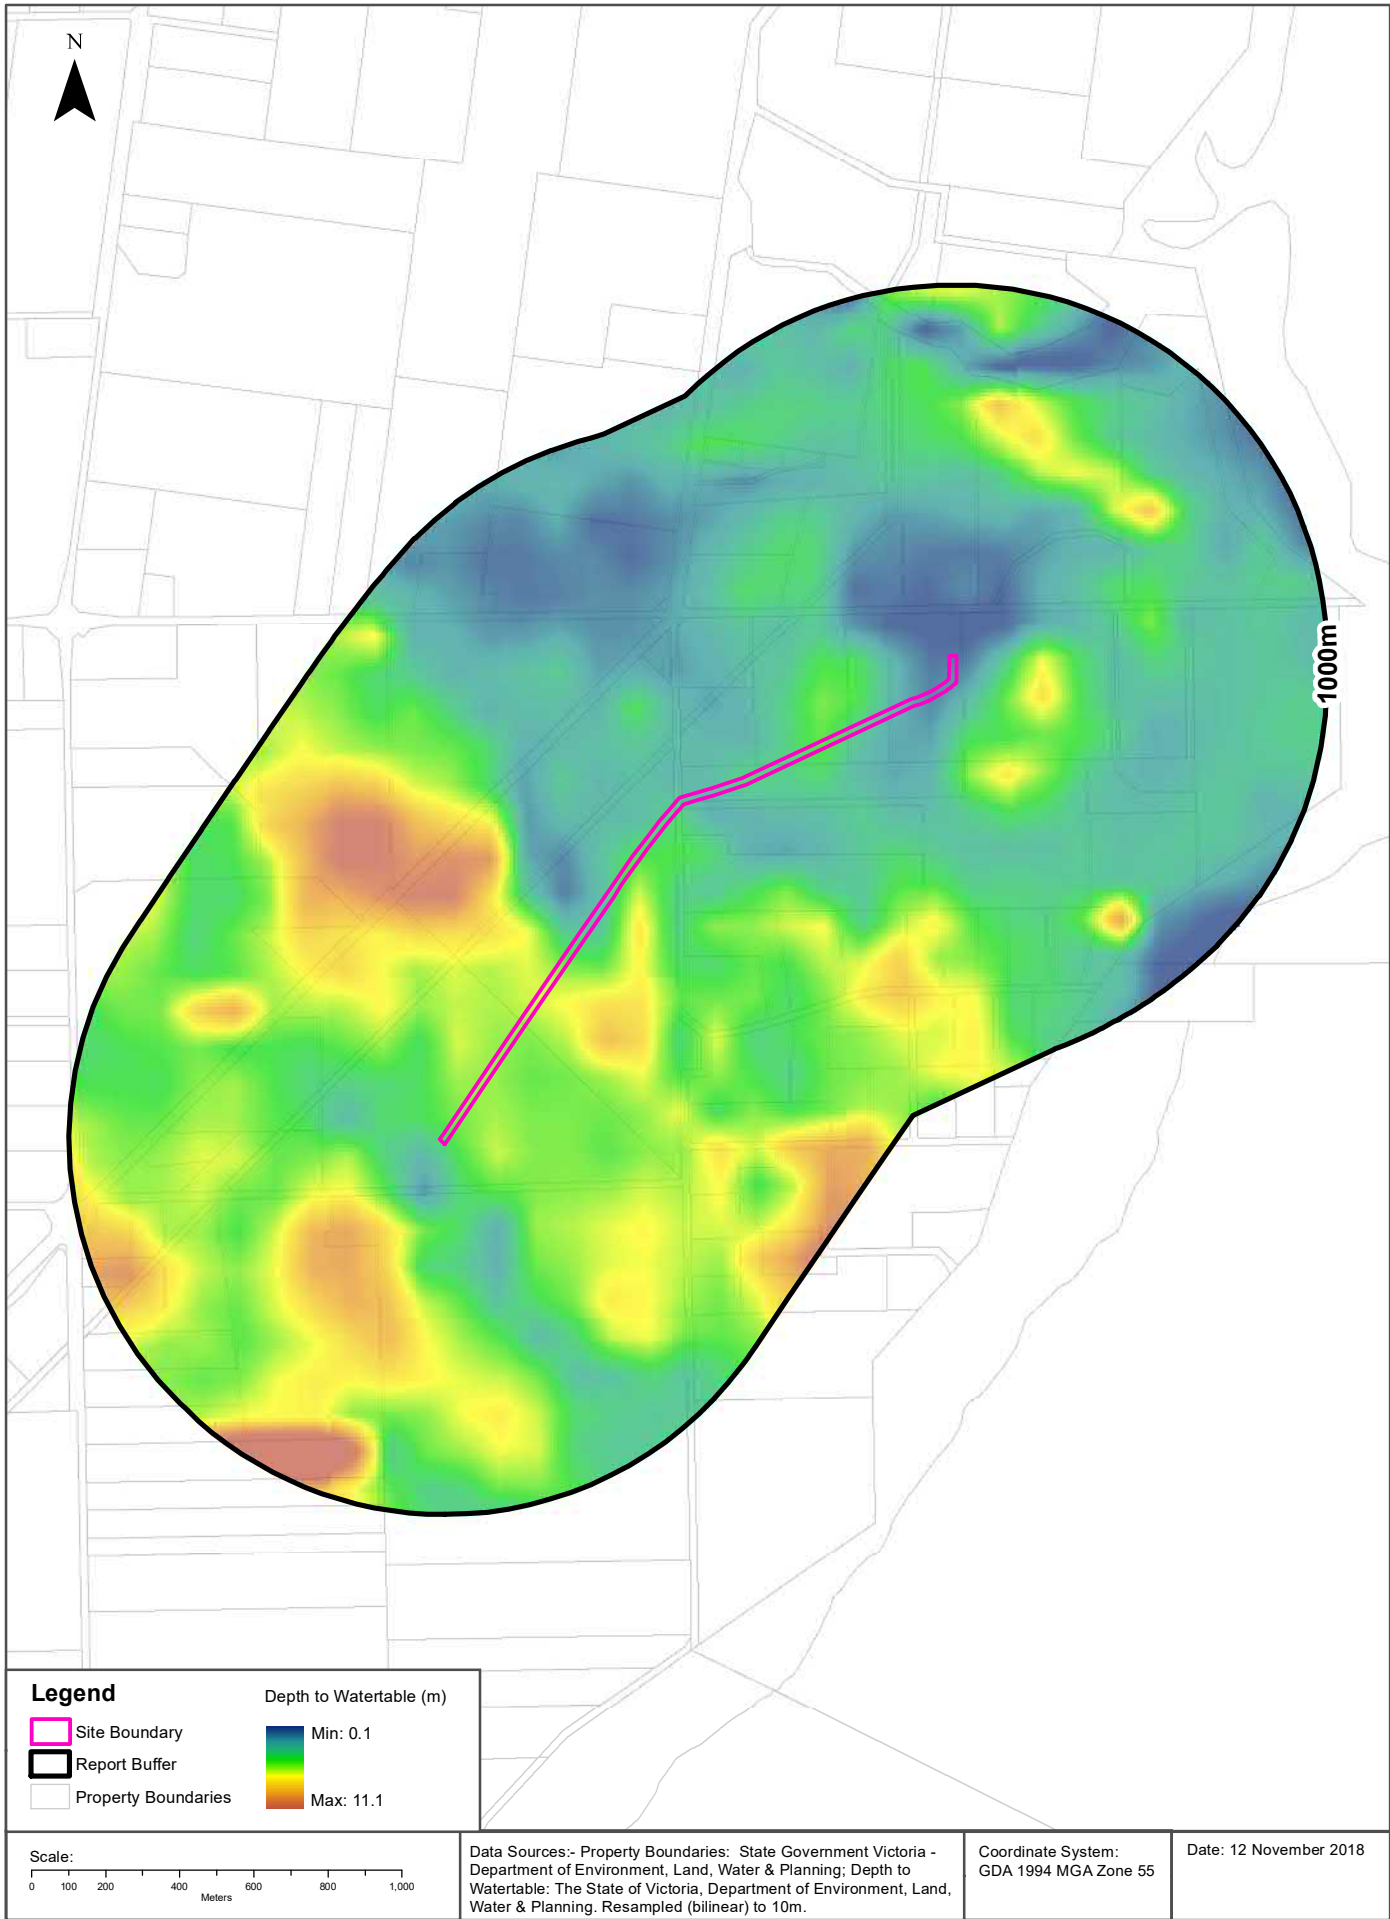 N
1000m
Legend
Depth to Watertable (m)
Site Boundary
Min: 0.1
Report Buffer
Property Boundaries
Max: 11.1
Scale:
0 100 200 400 600 800 1,000
Meters
Data Sources:- Property Boundaries: State Government Victoria -
Department of Environment, Land, Water & Planning; Depth to
Watertable: The State of Victoria, Department of Environment, Land,
Water & Planning. Resampled (bilinear) to 10m.
Coordinate System:
GDA 1994 MGA Zone 55
Date: 12 November 2018